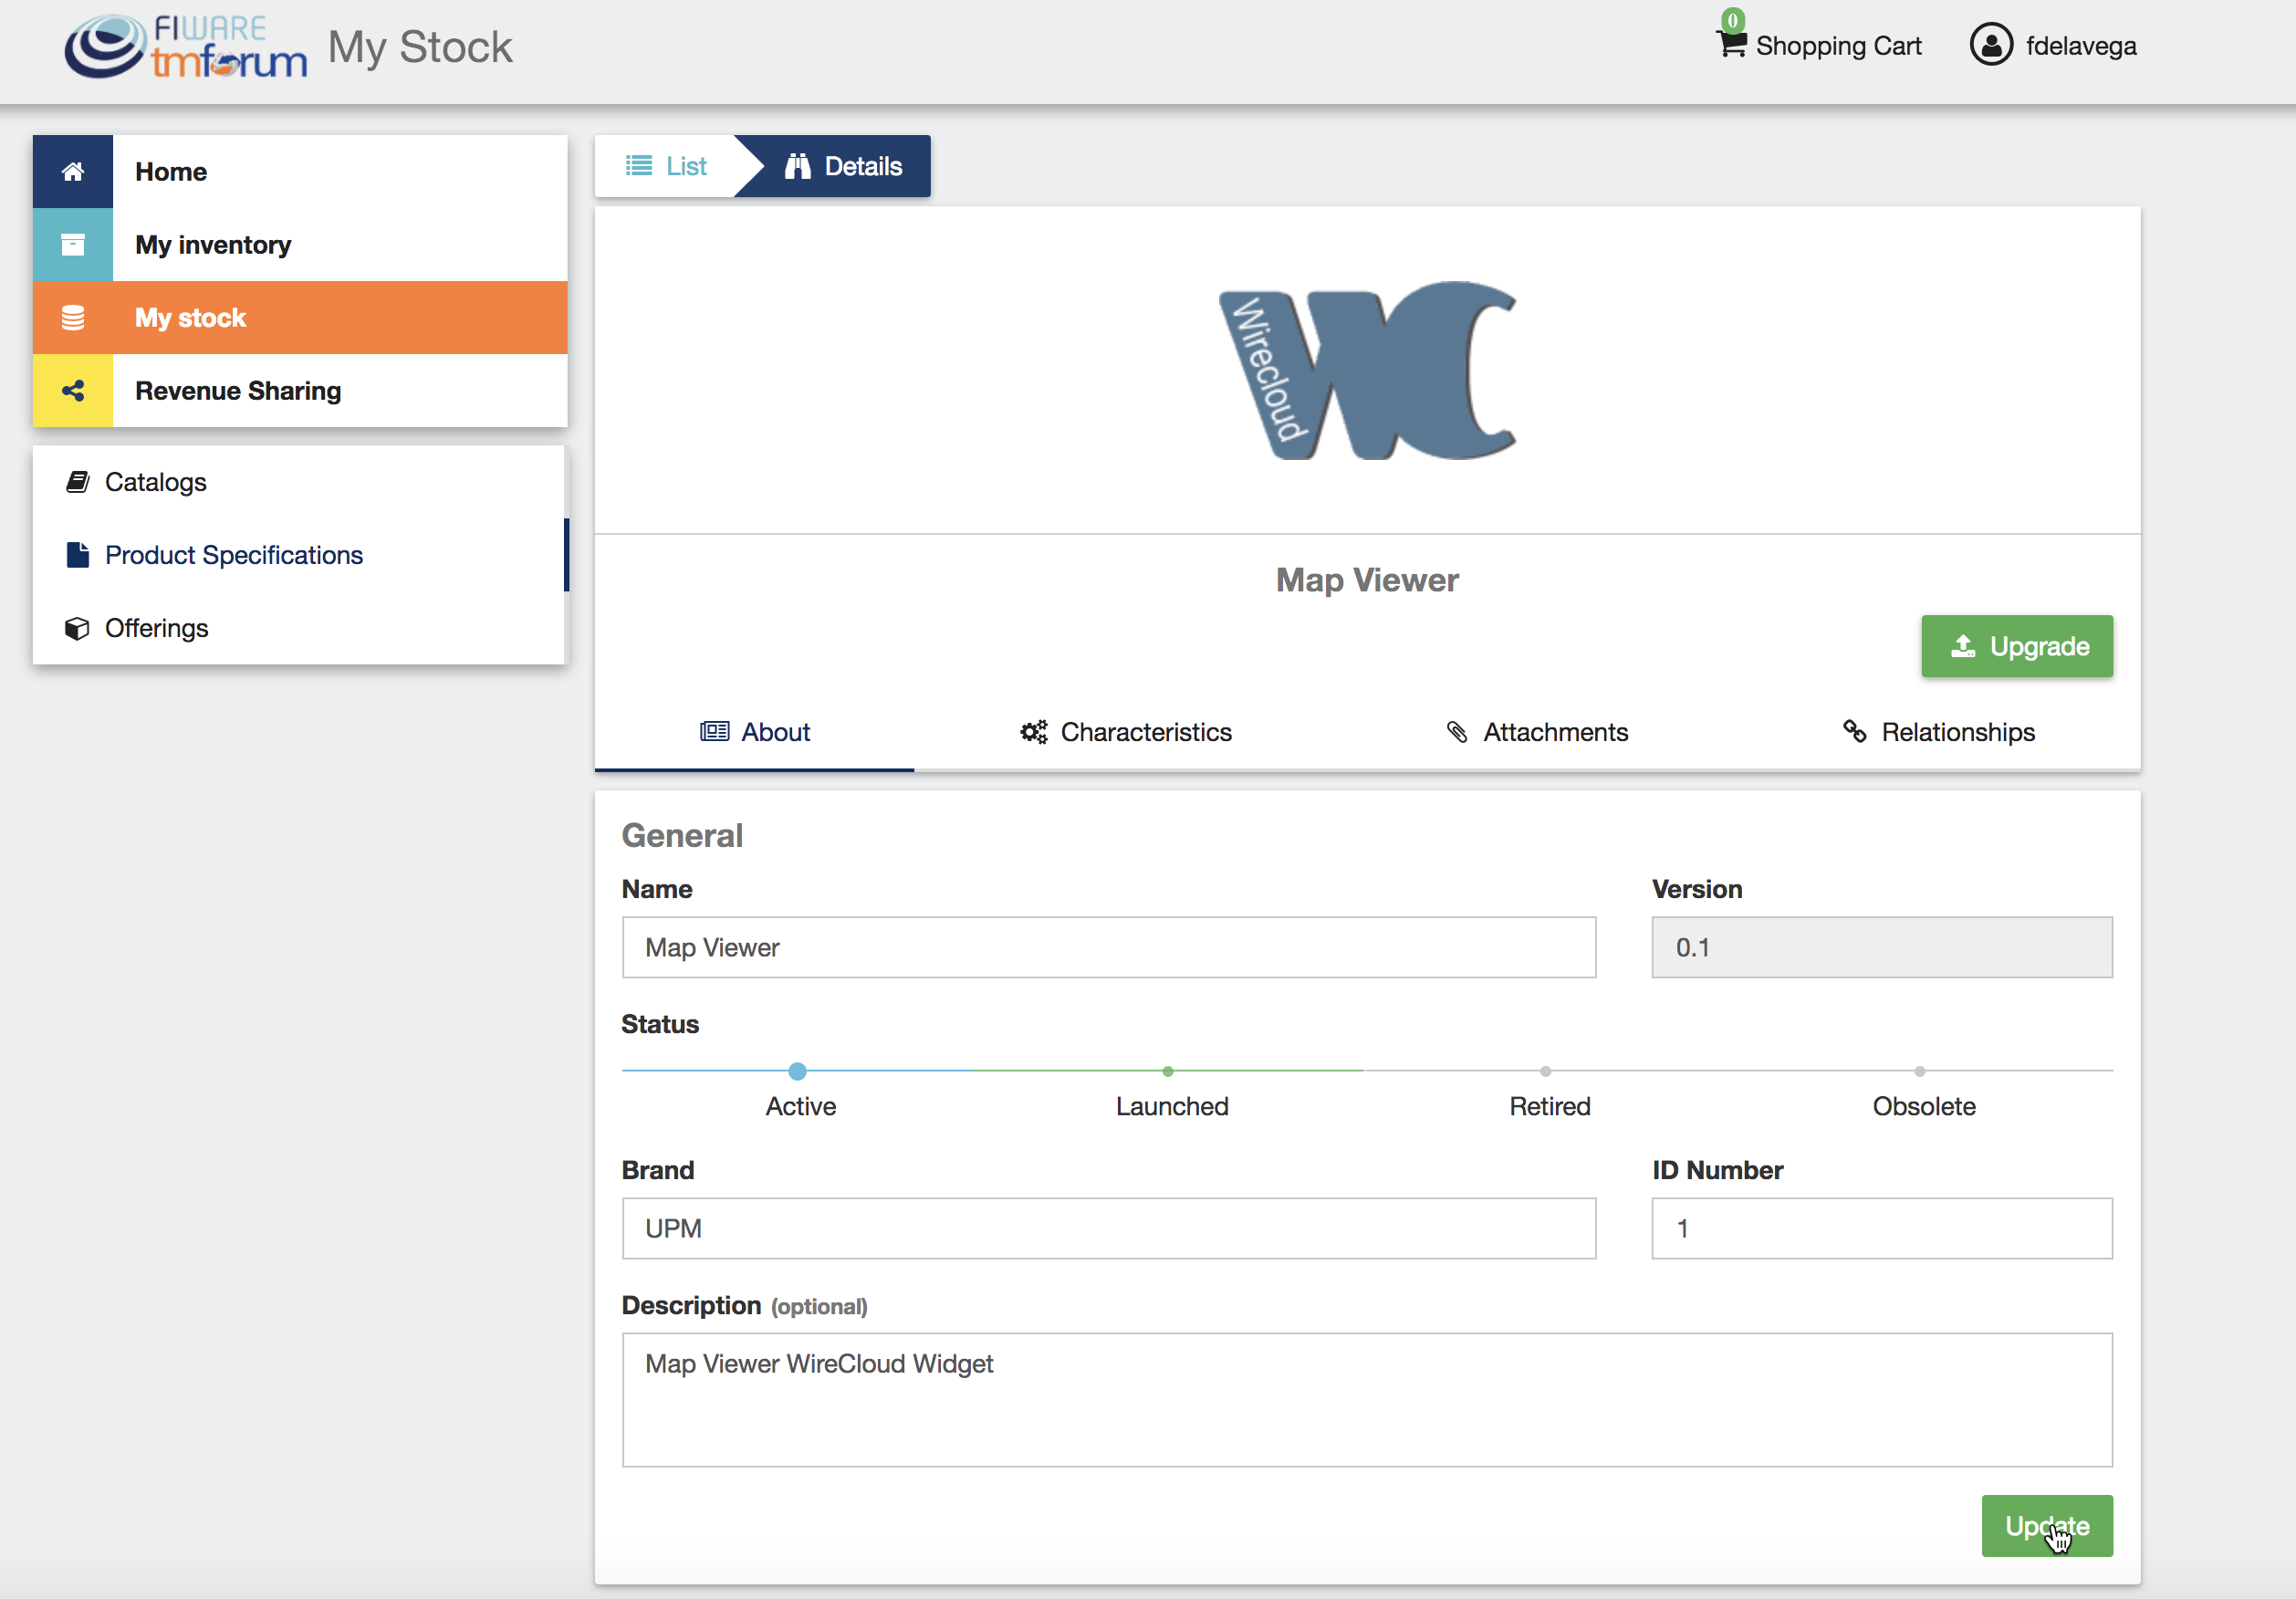 FIWARE
tmforum
My Stock
0
Shopping Cart
fdelavega
Home
My inventory
My stock
Revenue Sharing
Catalogs
Product Specifications
Offerings
List
Details
Wirecloud
WC
Map Viewer
Upgrade
About
Characteristics
Attachments
Relationships
General
Name
Version
Map Viewer
0.1
Status
Active
Launched
Retired
Obsolete
Brand
ID Number
UPM
1
Description (optional)
Map Viewer WireCloud Widget
Update